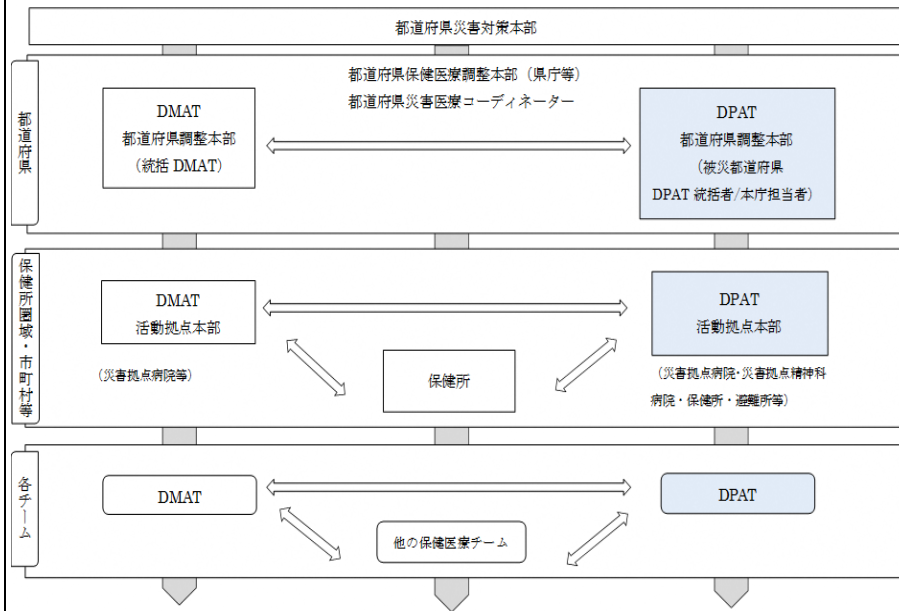 都道府県災害対策本部
都道府県
都道府県保健医療調整本部（県庁等）
都道府県災害医療コーディネーター
DMAT
都道府県調整本部
（統括 DMAT）
DPAT
都道府県調整本部
（被災都道府県
DPAT 統括者/本庁担当者）
保健所圏域・市町村等
DMAT
活動拠点本部
（災害拠点病院等）
保健所
DPAT
活動拠点本部
（災害拠点病院・災害拠点精神科
病院・保健所・避難所等）
各チーム
DMAT
他の保健医療チーム
DPAT